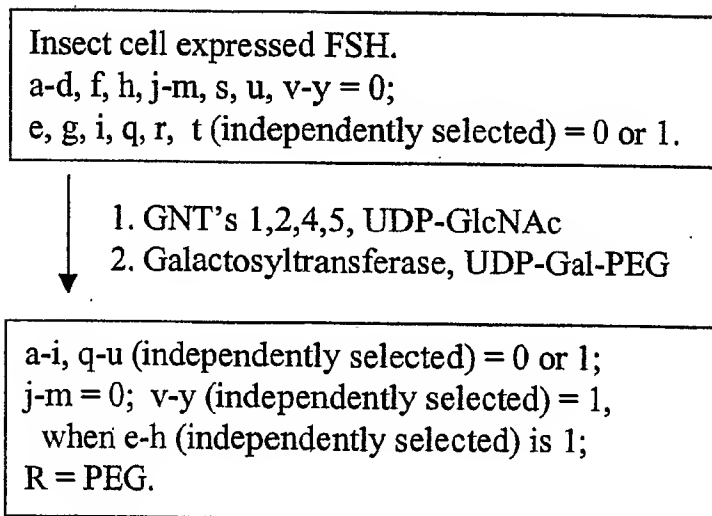 Insect cell expressed FSH.
a-d, f, h, j-m, s, u, v-y = 0;
e, g, i, q, r, t (independently selected) = 0 or 1.
1. GNT's 1,2,4,5, UDP-GlcNAc
2. Galactosyltransferase, UDP-Gal-PEG
a-i, q-u (independently selected) = 0 or 1;
j-m = 0; v-y (independently selected) = 1,
when e-h (independently selected) is 1;
R = PEG.